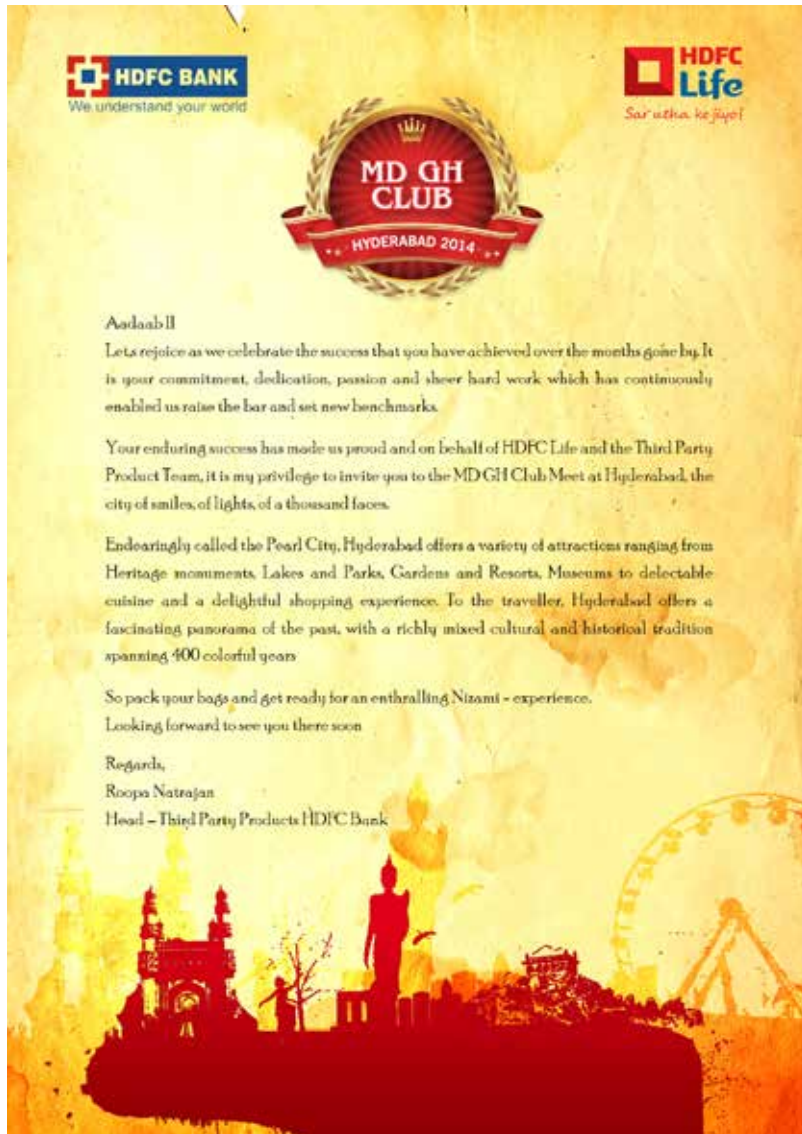 HDFC BANK
We understand your world
HDFC
Life
Sar utha ke jiyo!
MD GH
CLUB
HYDERABAD 2014
Aadaab !!
Lets rejoice as we celebrate the success that you have achieved over the months gone by. It
is your commitment, dedication, passion and sheer hard work which has continuously
enabled us raise the bar and set new benchmarks.
Your enduring success has made us proud and on behalf of HDFC Life and the Third Party
Product Team, it is my privilege to invite you to the MD GH Club Meet at Hyderabad, the
city of smiles, of lights, of a thousand faces.
Endearingly called the Pearl City, Hyderabad offers a variety of attractions ranging from
Heritage monuments, Lakes and Parks, Gardens and Resorts, Museums to delectable
cuisine and a delightful shopping experience. To the traveller, Hyderabad offers a
fascinating panorama of the past, with a richly mixed cultural and historical tradition
spanning 400 colorful years
So pack your bags and get ready for an enthralling Nizami - experience.
Looking forward to see you there soon
Regards,
Roopa Natrajan
Head – Third Party Products HDFC Bank